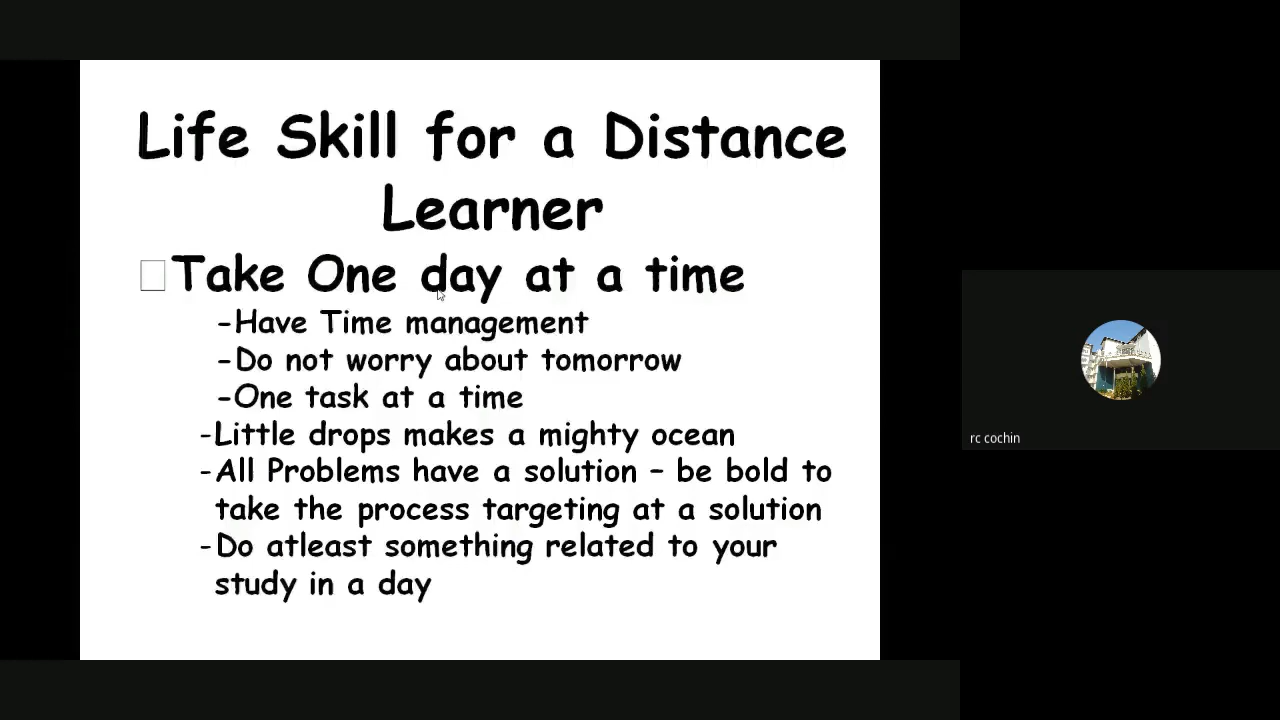 Life Skill for a Distance
Learner
Take One day at a time
-Have Time management
-Do not worry about tomorrow
-One task at a time
-Little drops makes a mighty ocean
-All Problems have a solution – be bold to
take the process targeting at a solution
-Do atleast something related to your
study in a day
rc cochin